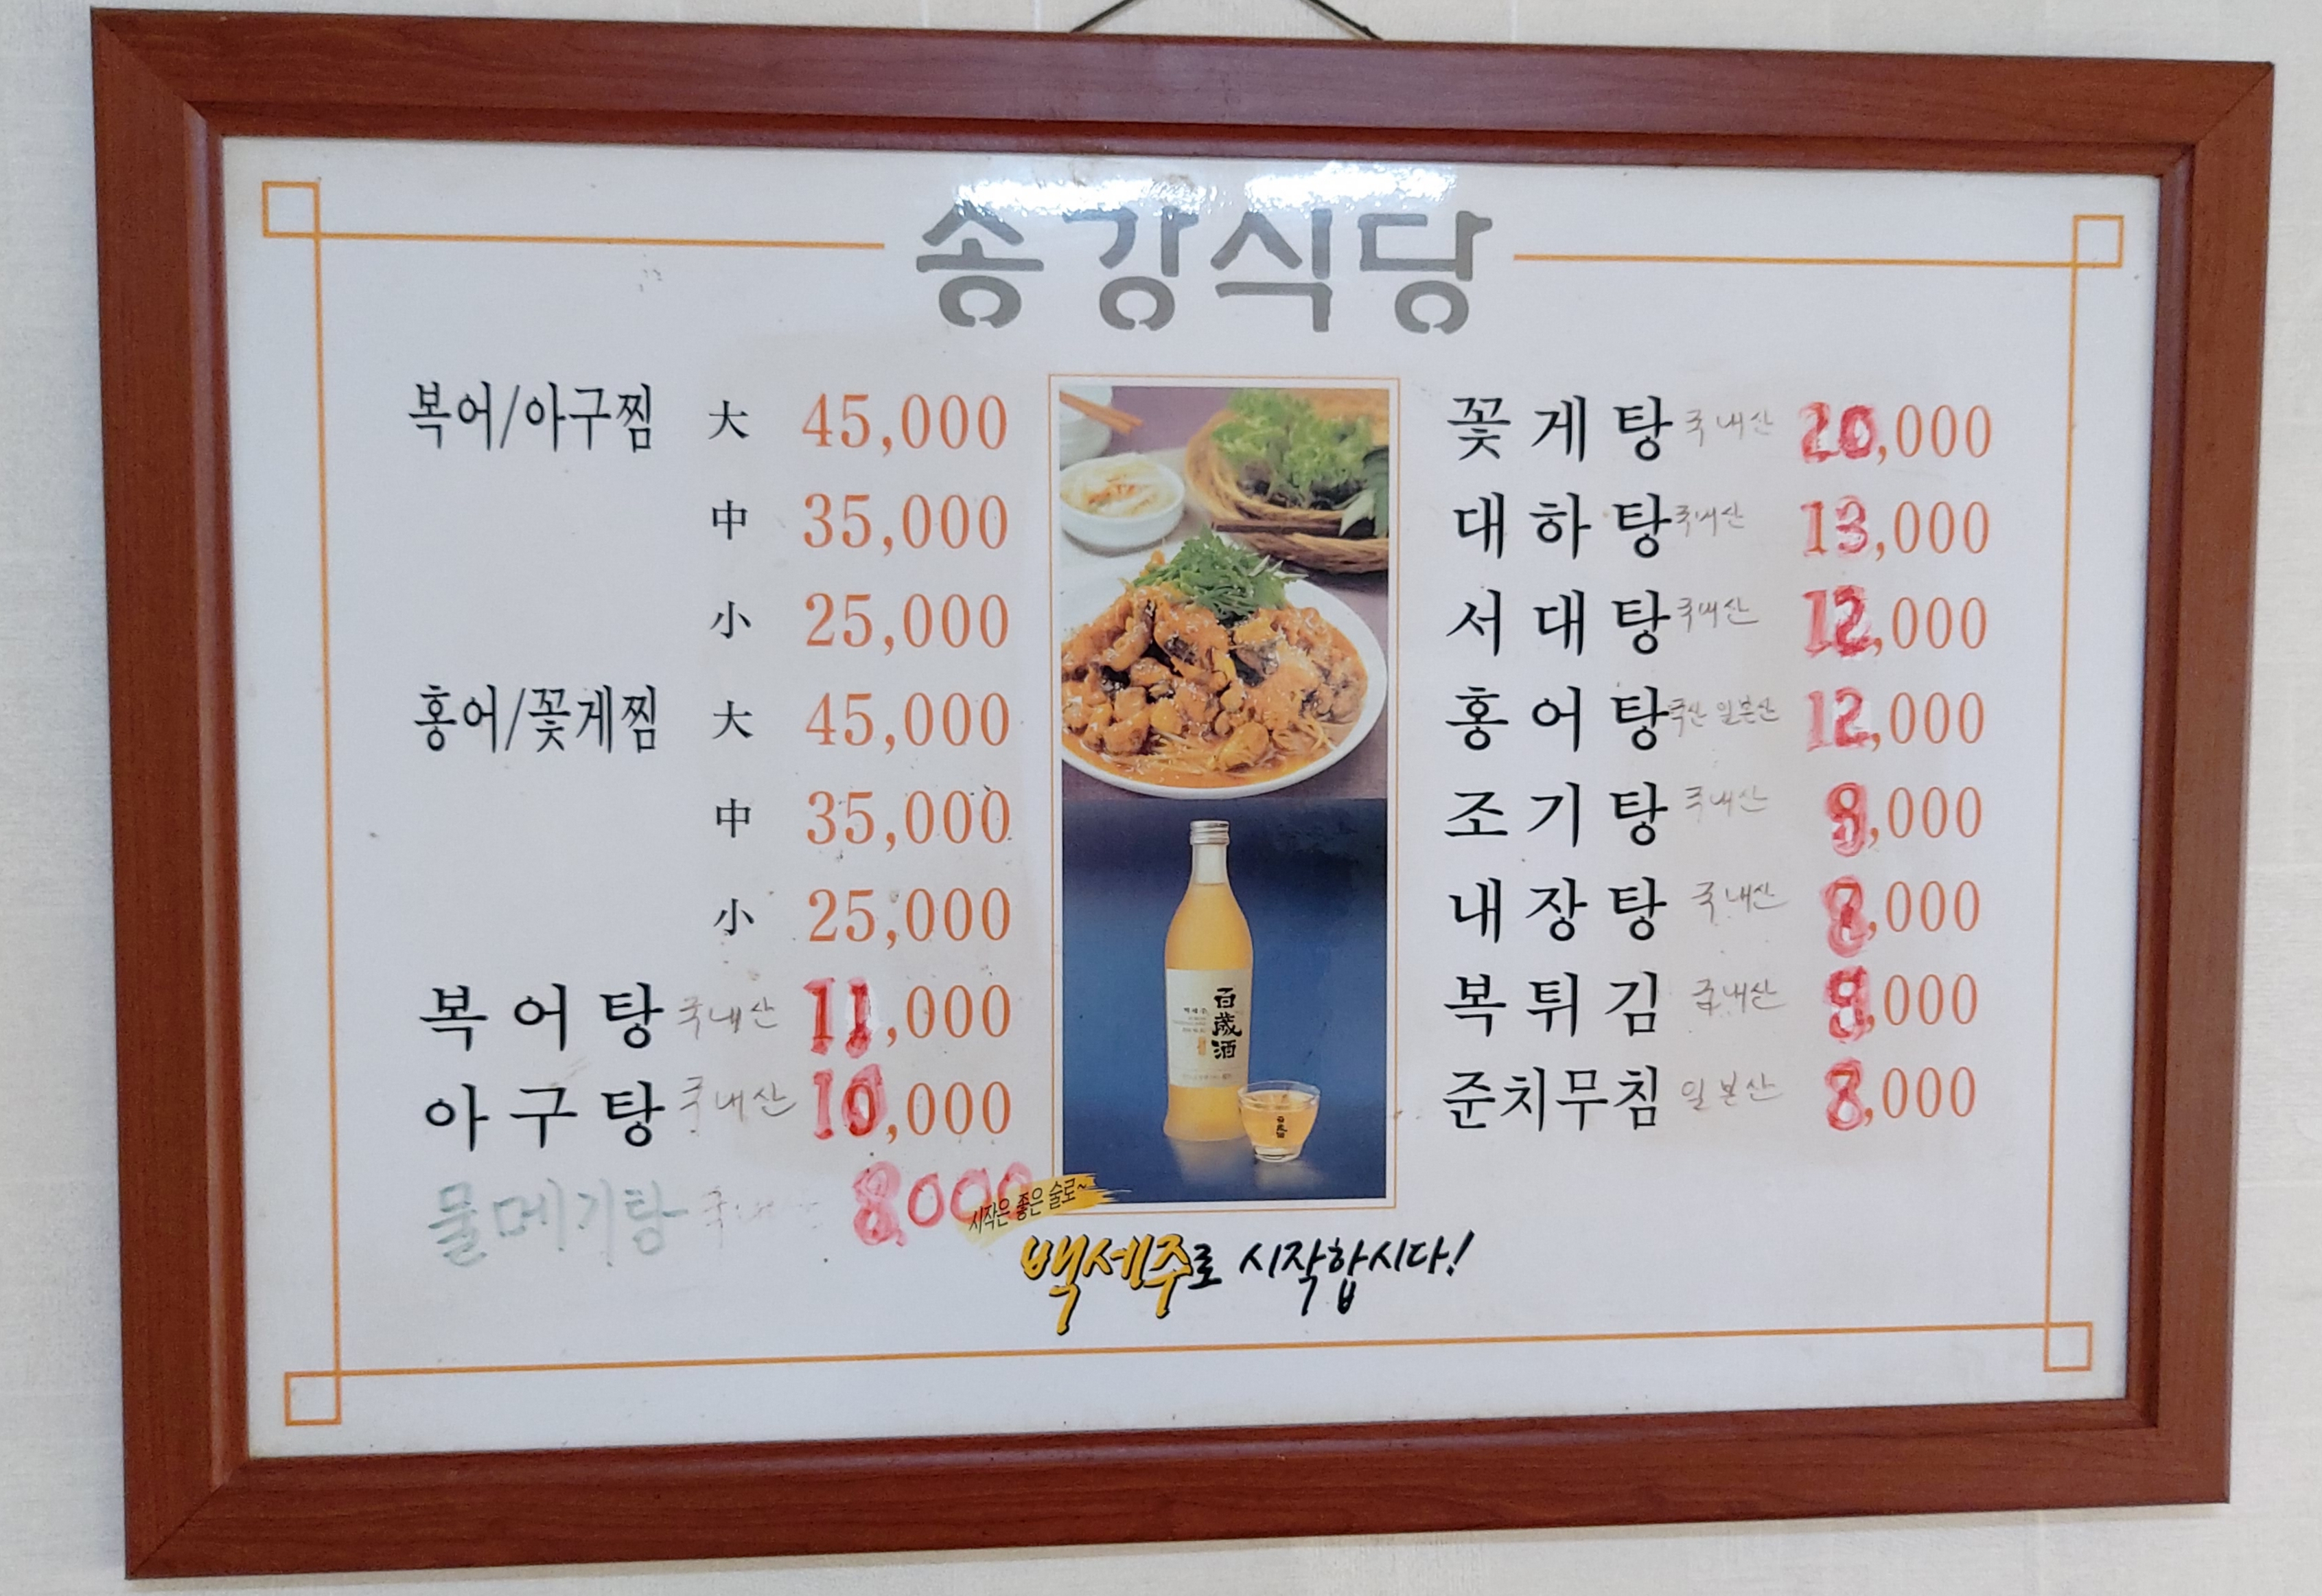 송강식당
복어/아구찜 大 45,000
中 35,000
小 25,000
홍어/꽃게찜 大 45,000
中 35,000
小 25,000
복어탕 국내산 11,000
아구탕 국내산 10,000
물메기탕 8,000
꽃게탕 국내산 20,000
대하탕 국내산 13,000
서대탕 국내산 12,000
홍어탕 일본산 12,000
조기탕 국내산 ,000
내장탕 국내산 ,000
복튀김 국내산 ,000
준치무침 일본산 ,000
백세주
百歲酒
시작은 좋은 술로~
백세주로 시작합시다!